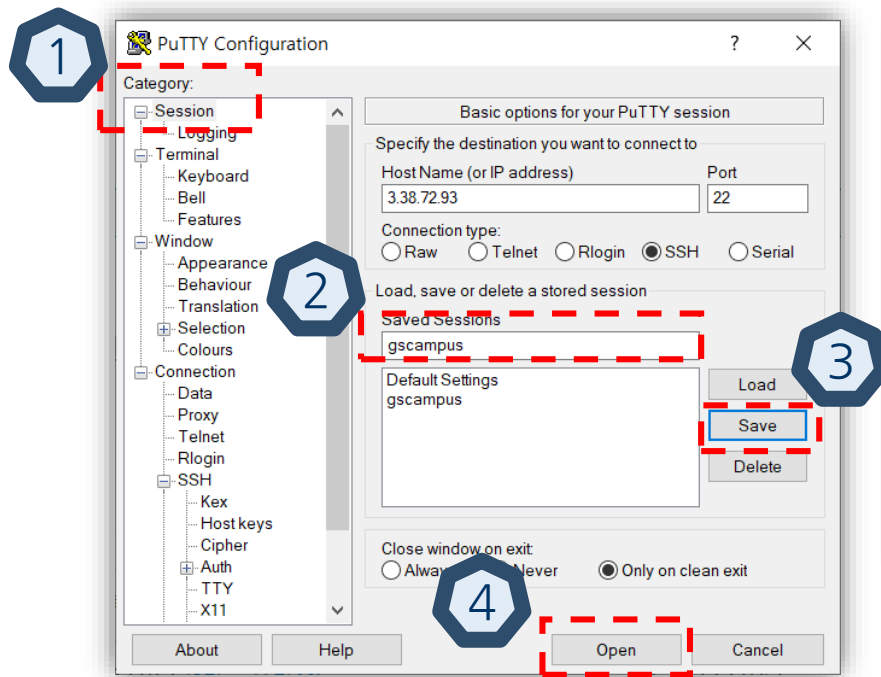 1
PuTTY Configuration
?
Category:
Session
Logging
Terminal
Keyboard
Bell
Features
Window
Appearance
Behaviour
Translation
Selection
Colours
Connection
Data
Proxy
Telnet
Rlogin
SSH
Kex
Host keys
Cipher
Auth
TTY
X11
Basic options for your PuTTY session
Specify the destination you want to connect to
Host Name (or IP address) Port
3.38.72.93 22
Connection type:
Raw Telnet Rlogin SSH Serial
2
Load, save or delete a stored session
Saved Sessions
gscampus
Default Settings
gscampus
3
Load
Save
Delete
Close window on exit:
Never Only on clean exit
4
About Help Open Cancel